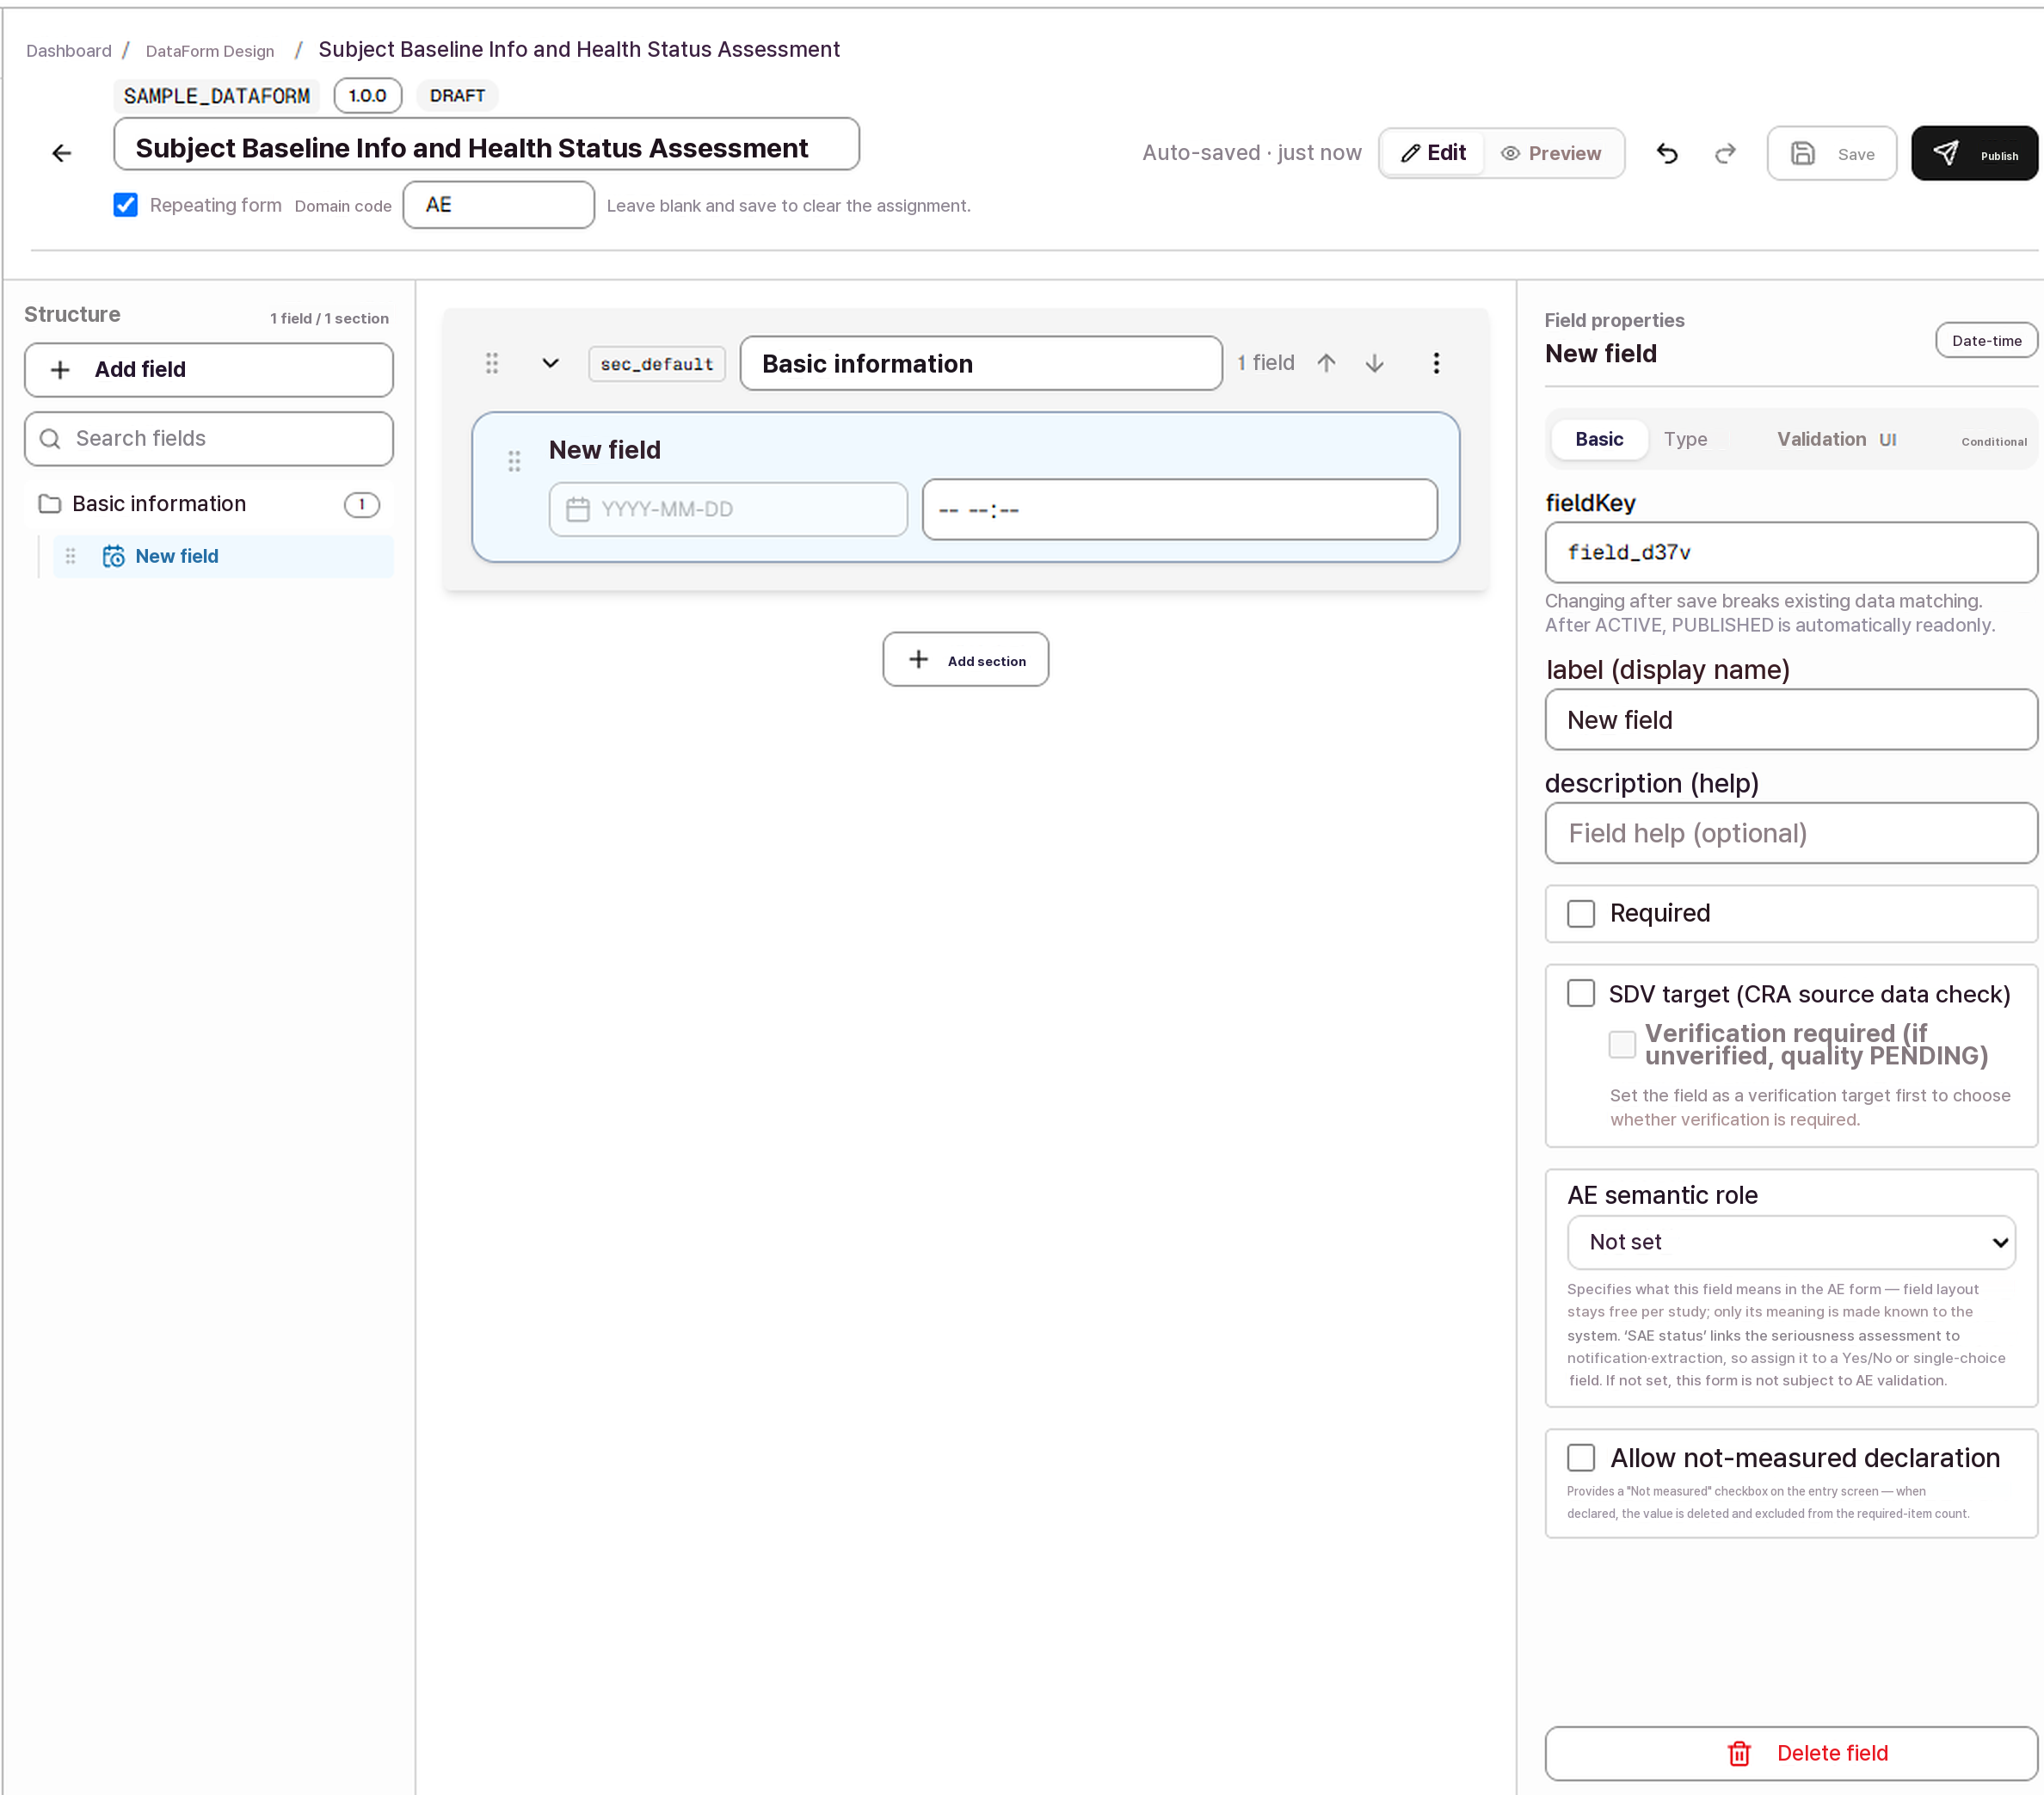 Dashboard / DataForm Design / Subject Baseline Info and Health Status Assessment
SAMPLE_DATAFORM 1.0.0 DRAFT
Subject Baseline Info and Health Status Assessment
Auto-saved · just now Edit Preview Save Publish
Repeating form Domain code AE Leave blank and save to clear the assignment.
Structure 1 field / 1 section
Add field
Search fields
Basic information 1
New field
sec_default Basic information 1 field
New field
YYYY-MM-DD -- --:--
Add section
Field properties
New field Date-time
Basic Type Validation UI Conditional
fieldKey
field_d37v
Changing after save breaks existing data matching.
After ACTIVE, PUBLISHED is automatically readonly.
label (display name)
New field
description (help)
Field help (optional)
Required
SDV target (CRA source data check)
Verification required (if
unverified, quality PENDING)
Set the field as a verification target first to choose
whether verification is required.
AE semantic role
Not set
Specifies what this field means in the AE form — field layout
stays free per study; only its meaning is made known to the
system. ‘SAE status’ links the seriousness assessment to
notification·extraction, so assign it to a Yes/No or single-choice
field. If not set, this form is not subject to AE validation.
Allow not-measured declaration
Provides a "Not measured" checkbox on the entry screen — when
declared, the value is deleted and excluded from the required-item count.
Delete field